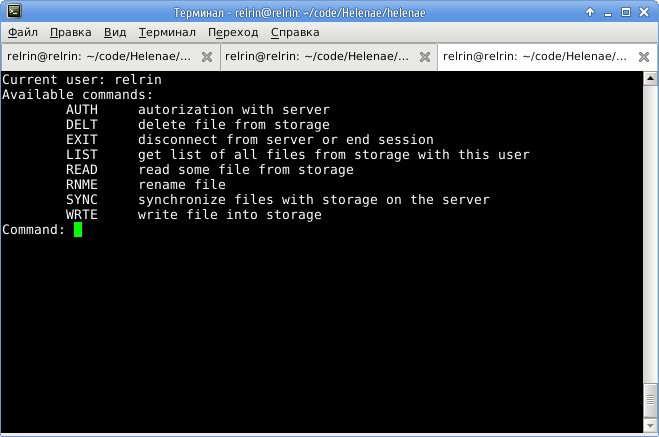 Терминал - relrin@relrin: ~/code/Helenae/helenae
Файл Правка Вид Терминал Переход Справка
relrin@relrin: ~/code/Helenae/... relrin@relrin: ~/code/Helenae/... relrin@relrin: ~/code/Helenae/...
Current user: relrin
Available commands:
AUTH autorization with server
DELT delete file from storage
EXIT disconnect from server or end session
LIST get list of all files from storage with this user
READ read some file from storage
RNME rename file
SYNC synchronize files with storage on the server
WRTE write file into storage
Command: